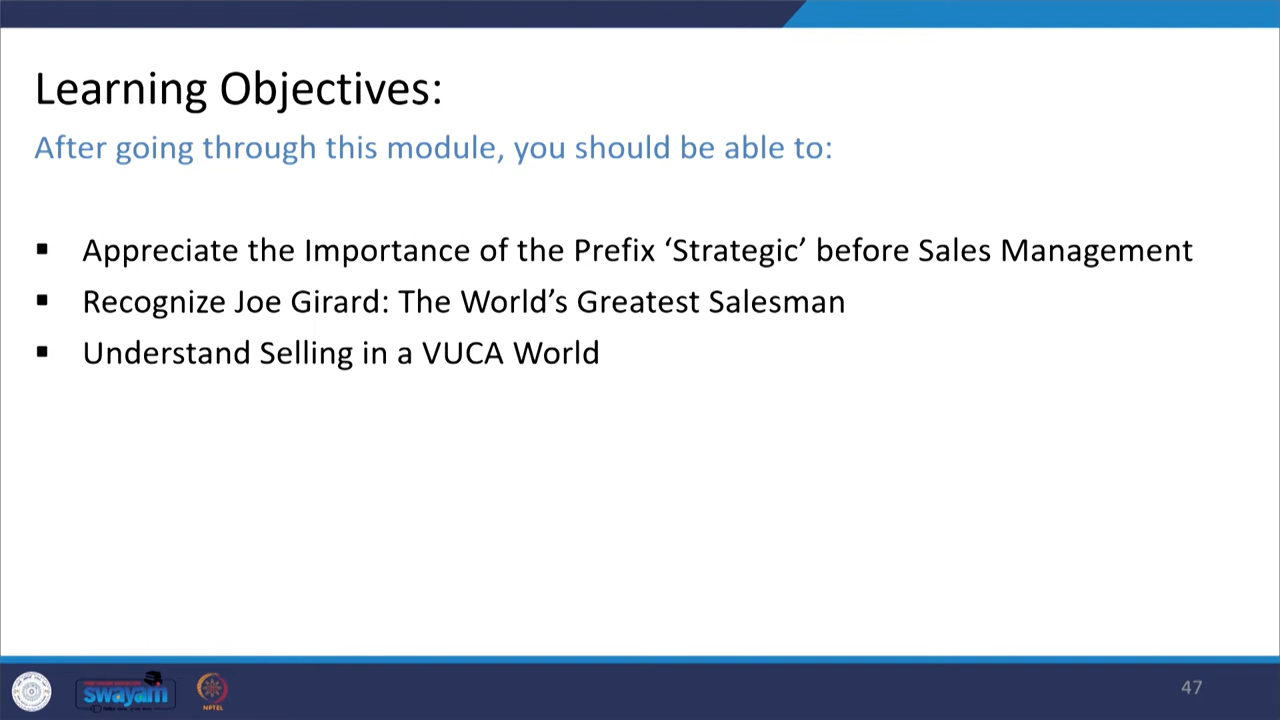 Learning Objectives:
After going through this module, you should be able to:
▪ Appreciate the Importance of the Prefix ‘Strategic’ before Sales Management
▪ Recognize Joe Girard: The World’s Greatest Salesman
▪ Understand Selling in a VUCA World
swayam
NPTEL
47